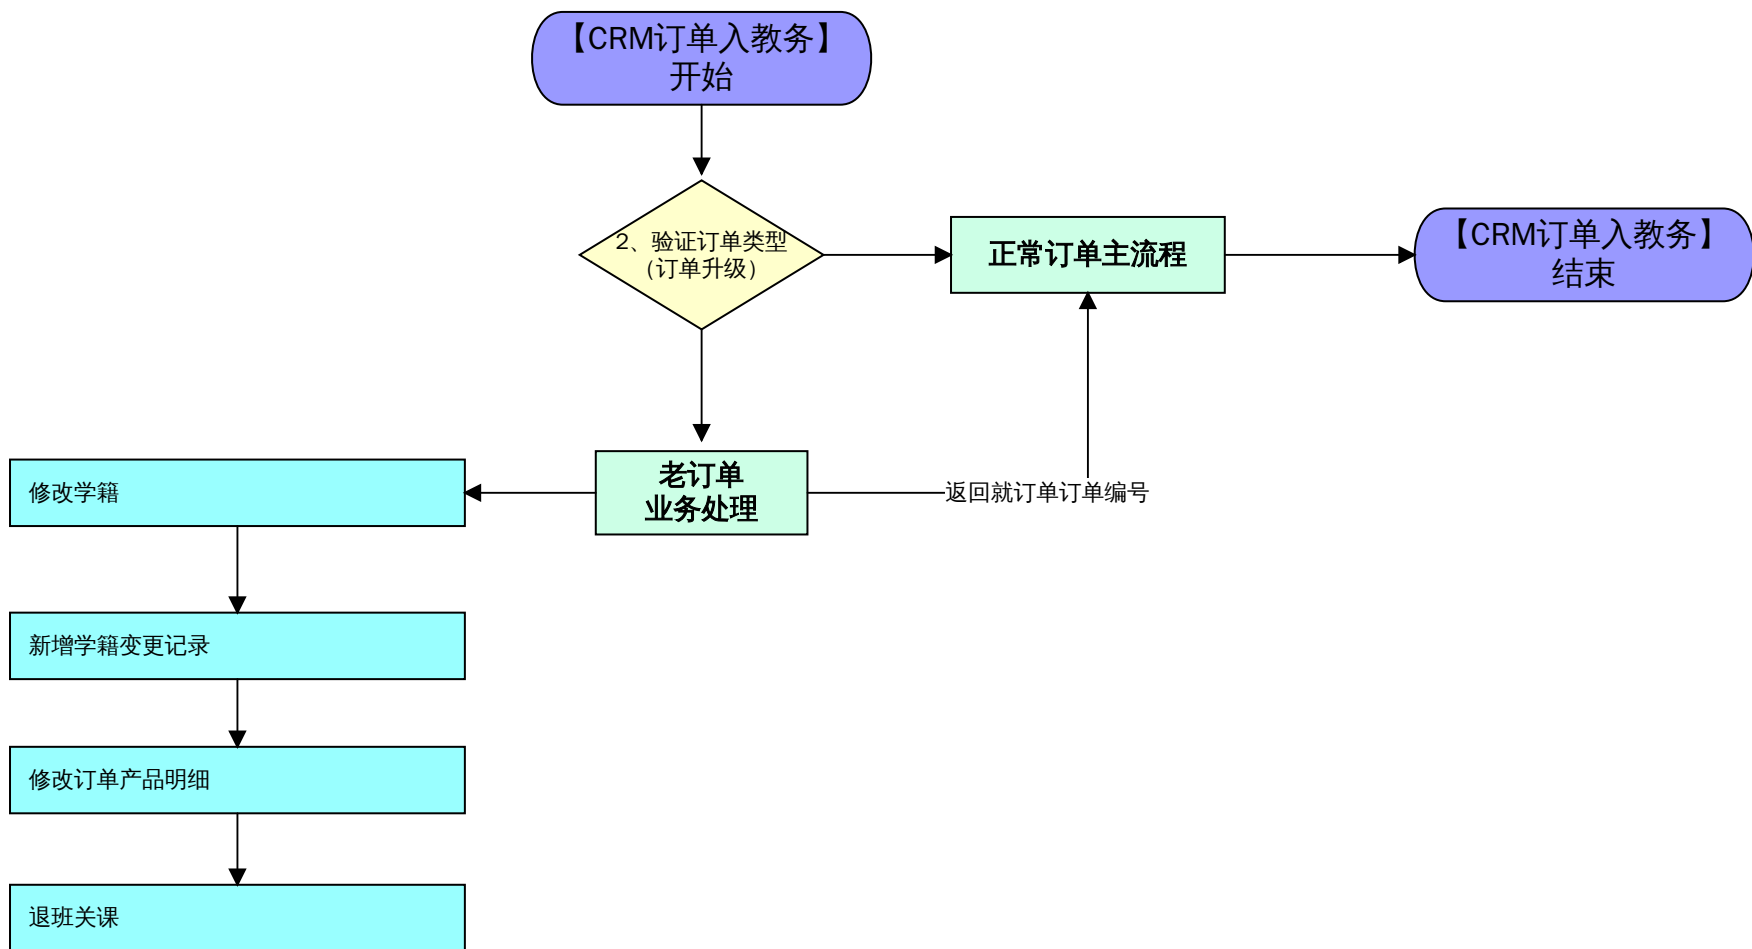 【CRM订单入教务】
开始
2、验证订单类型
（订单升级）
正常订单主流程
【CRM订单入教务】
结束
老订单
业务处理
返回就订单订单编号
修改学籍
新增学籍变更记录
修改订单产品明细
退班关课